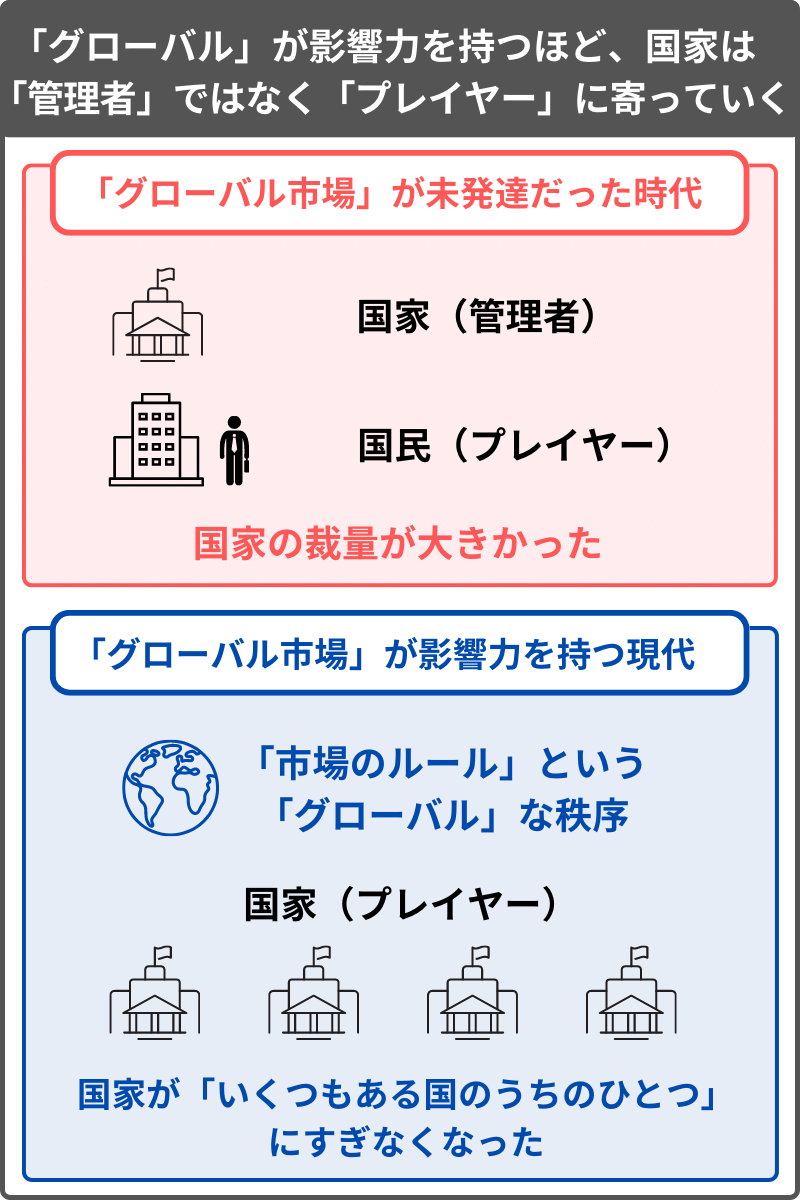 「グローバル」が影響力を持つほど、国家は
「管理者」ではなく「プレイヤー」に寄っていく
「グローバル市場」が未発達だった時代
国家（管理者）
国民（プレイヤー）
国家の裁量が大きかった
「グローバル市場」が影響力を持つ現代
「市場のルール」という
「グローバル」な秩序
国家（プレイヤー）
国家が「いくつもある国のうちのひとつ」
にすぎなくなった